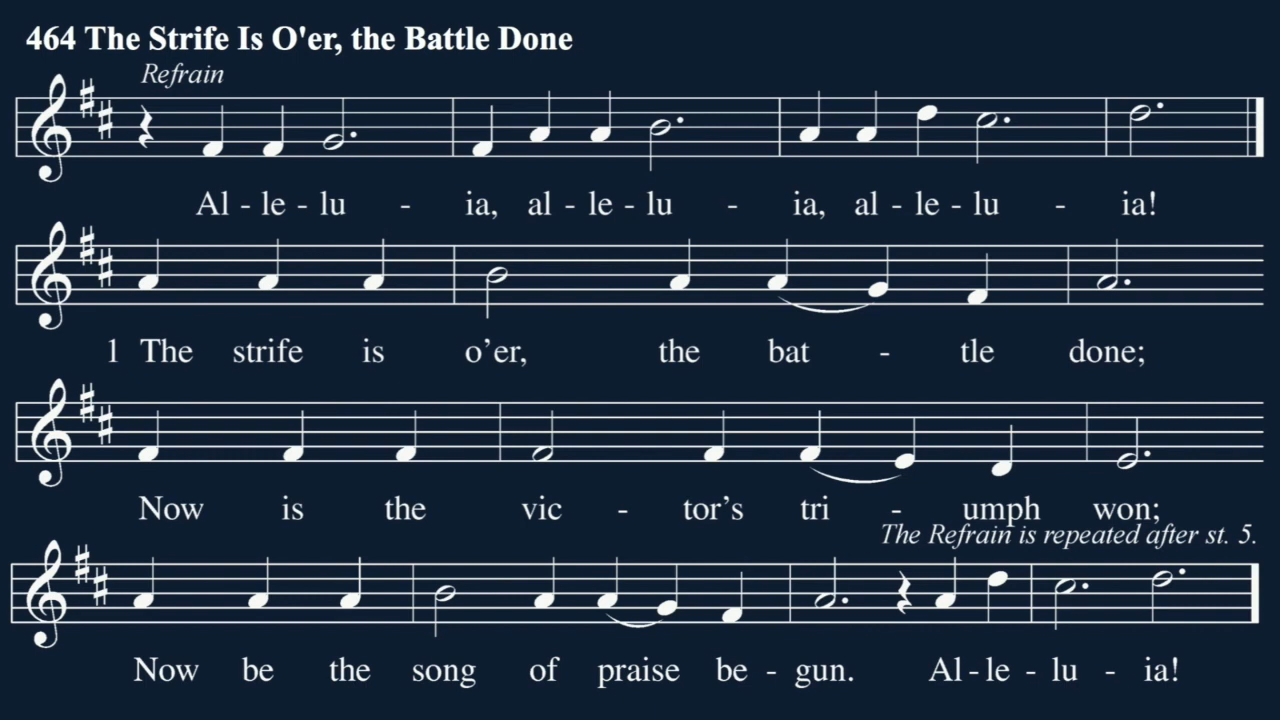 464 The Strife Is O'er, the Battle Done
Refrain
Al - le - lu - ia, al - le - lu - ia, al - le - lu - ia!
1 The strife is o’er, the bat - tle done;
Now is the vic - tor’s tri - umph won;
The Refrain is repeated after st. 5.
Now be the song of praise be - gun. Al - le - lu - ia!